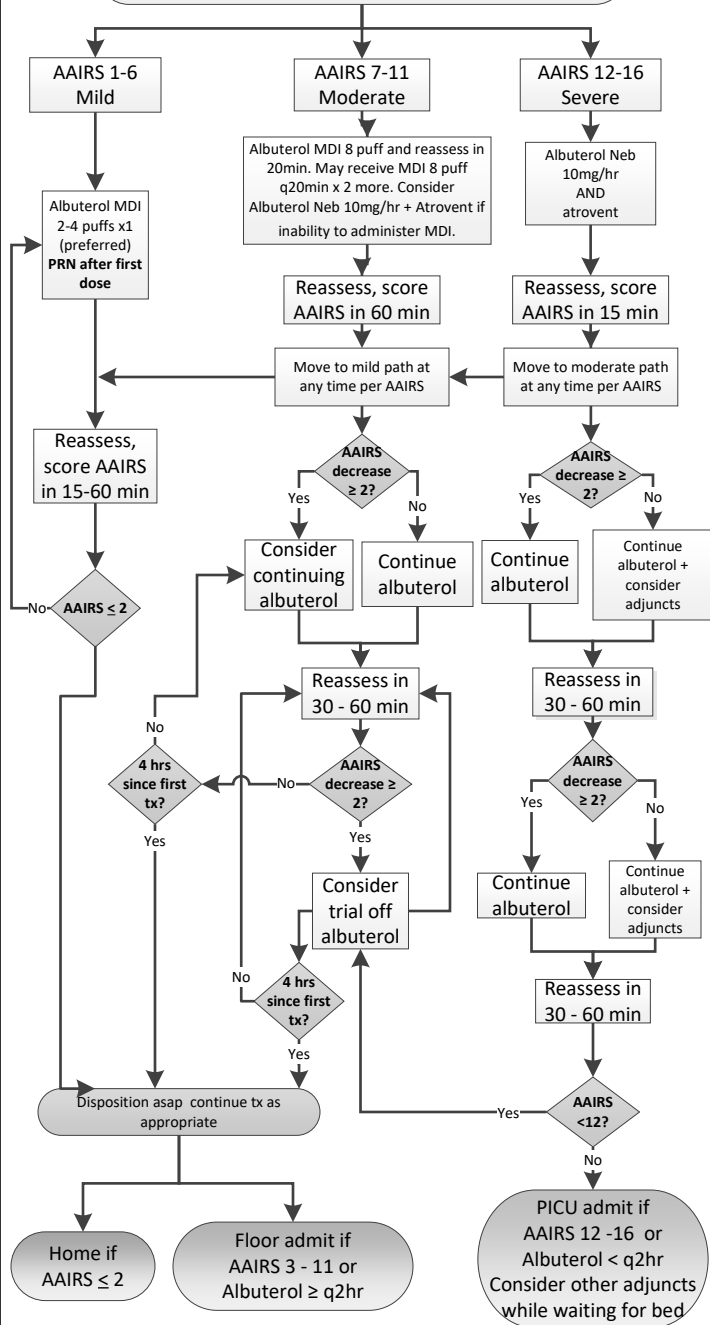 AAIRS 1-6
Mild
AAIRS 7-11
Moderate
AAIRS 12-16
Severe
Albuterol MDI 8 puff and reassess in
20min. May receive MDI 8 puff
q20min x 2 more. Consider
Albuterol Neb 10mg/hr + Atrovent if
inability to administer MDI.
Albuterol Neb
10mg/hr
AND
atrovent
Albuterol MDI
2-4 puffs x1
(preferred)
PRN after first
dose
Reassess, score
AAIRS in 60 min
Reassess, score
AAIRS in 15 min
Move to mild path at
any time per AAIRS
Move to moderate path
at any time per AAIRS
Reassess,
score AAIRS
in 15-60 min
AAIRS
decrease
≥ 2?
Yes
No
AAIRS
decrease ≥
2?
Yes
No
Consider
continuing
albuterol
Continue
albuterol
Continue
albuterol
Continue
albuterol +
consider
adjuncts
No
AAIRS ≤ 2
Reassess in
30 - 60 min
Reassess in
30 - 60 min
No
4 hrs
since first
tx?
No
AAIRS
decrease ≥
2?
AAIRS
decrease
≥ 2?
Yes
No
Yes
Yes
Consider
trial off
albuterol
Continue
albuterol
Continue
albuterol +
consider
adjuncts
No
4 hrs
since first
tx?
Reassess in
30 - 60 min
Yes
Disposition asap continue tx as
appropriate
Yes
AAIRS
<12?
No
Home if
AAIRS ≤ 2
Floor admit if
AAIRS 3 - 11 or
Albuterol ≥ q2hr
PICU admit if
AAIRS 12 -16 or
Albuterol < q2hr
Consider other adjuncts
while waiting for bed